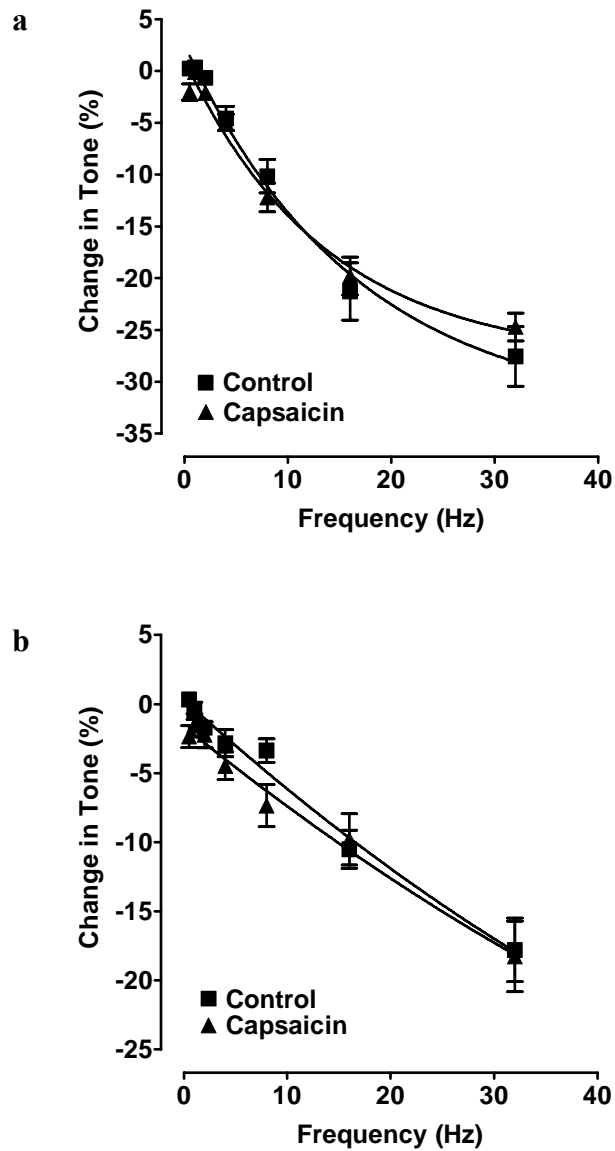 a
5
0
-5
-10
-15
-20
-25
-30
-35
Change in Tone (%)
Control
Capsaicin
0 10 20 30 40
Frequency (Hz)
b
5
0
-5
-10
-15
-20
-25
Change in Tone (%)
Control
Capsaicin
0 10 20 30 40
Frequency (Hz)